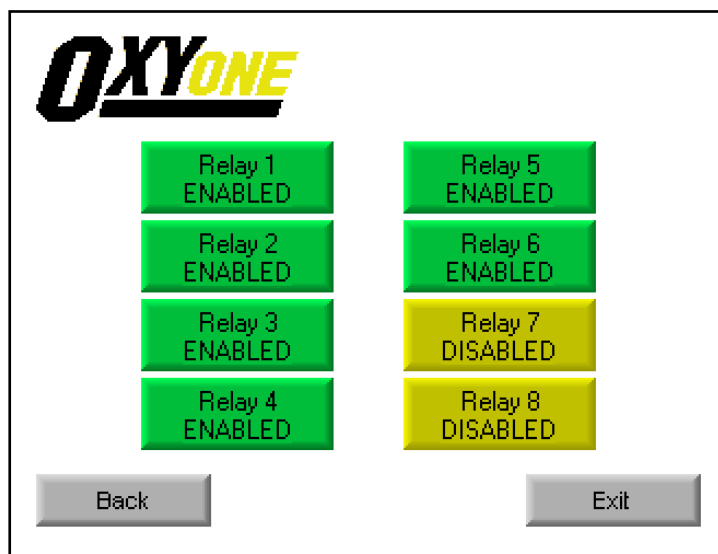 OXYONE
Relay 1
ENABLED
Relay 2
ENABLED
Relay 3
ENABLED
Relay 4
ENABLED
Relay 5
ENABLED
Relay 6
ENABLED
Relay 7
DISABLED
Relay 8
DISABLED
Back
Exit